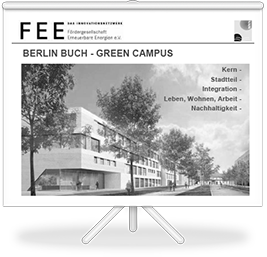 FEE
DAS INNOVATIONSNETZWERK
Fördergesellschaft
Erneuerbare Energien e.V.
BERLIN BUCH - GREEN CAMPUS
Kern -
Stadtteil -
Integration -
Leben, Wohnen, Arbeit -
Nachhaltigkeit -